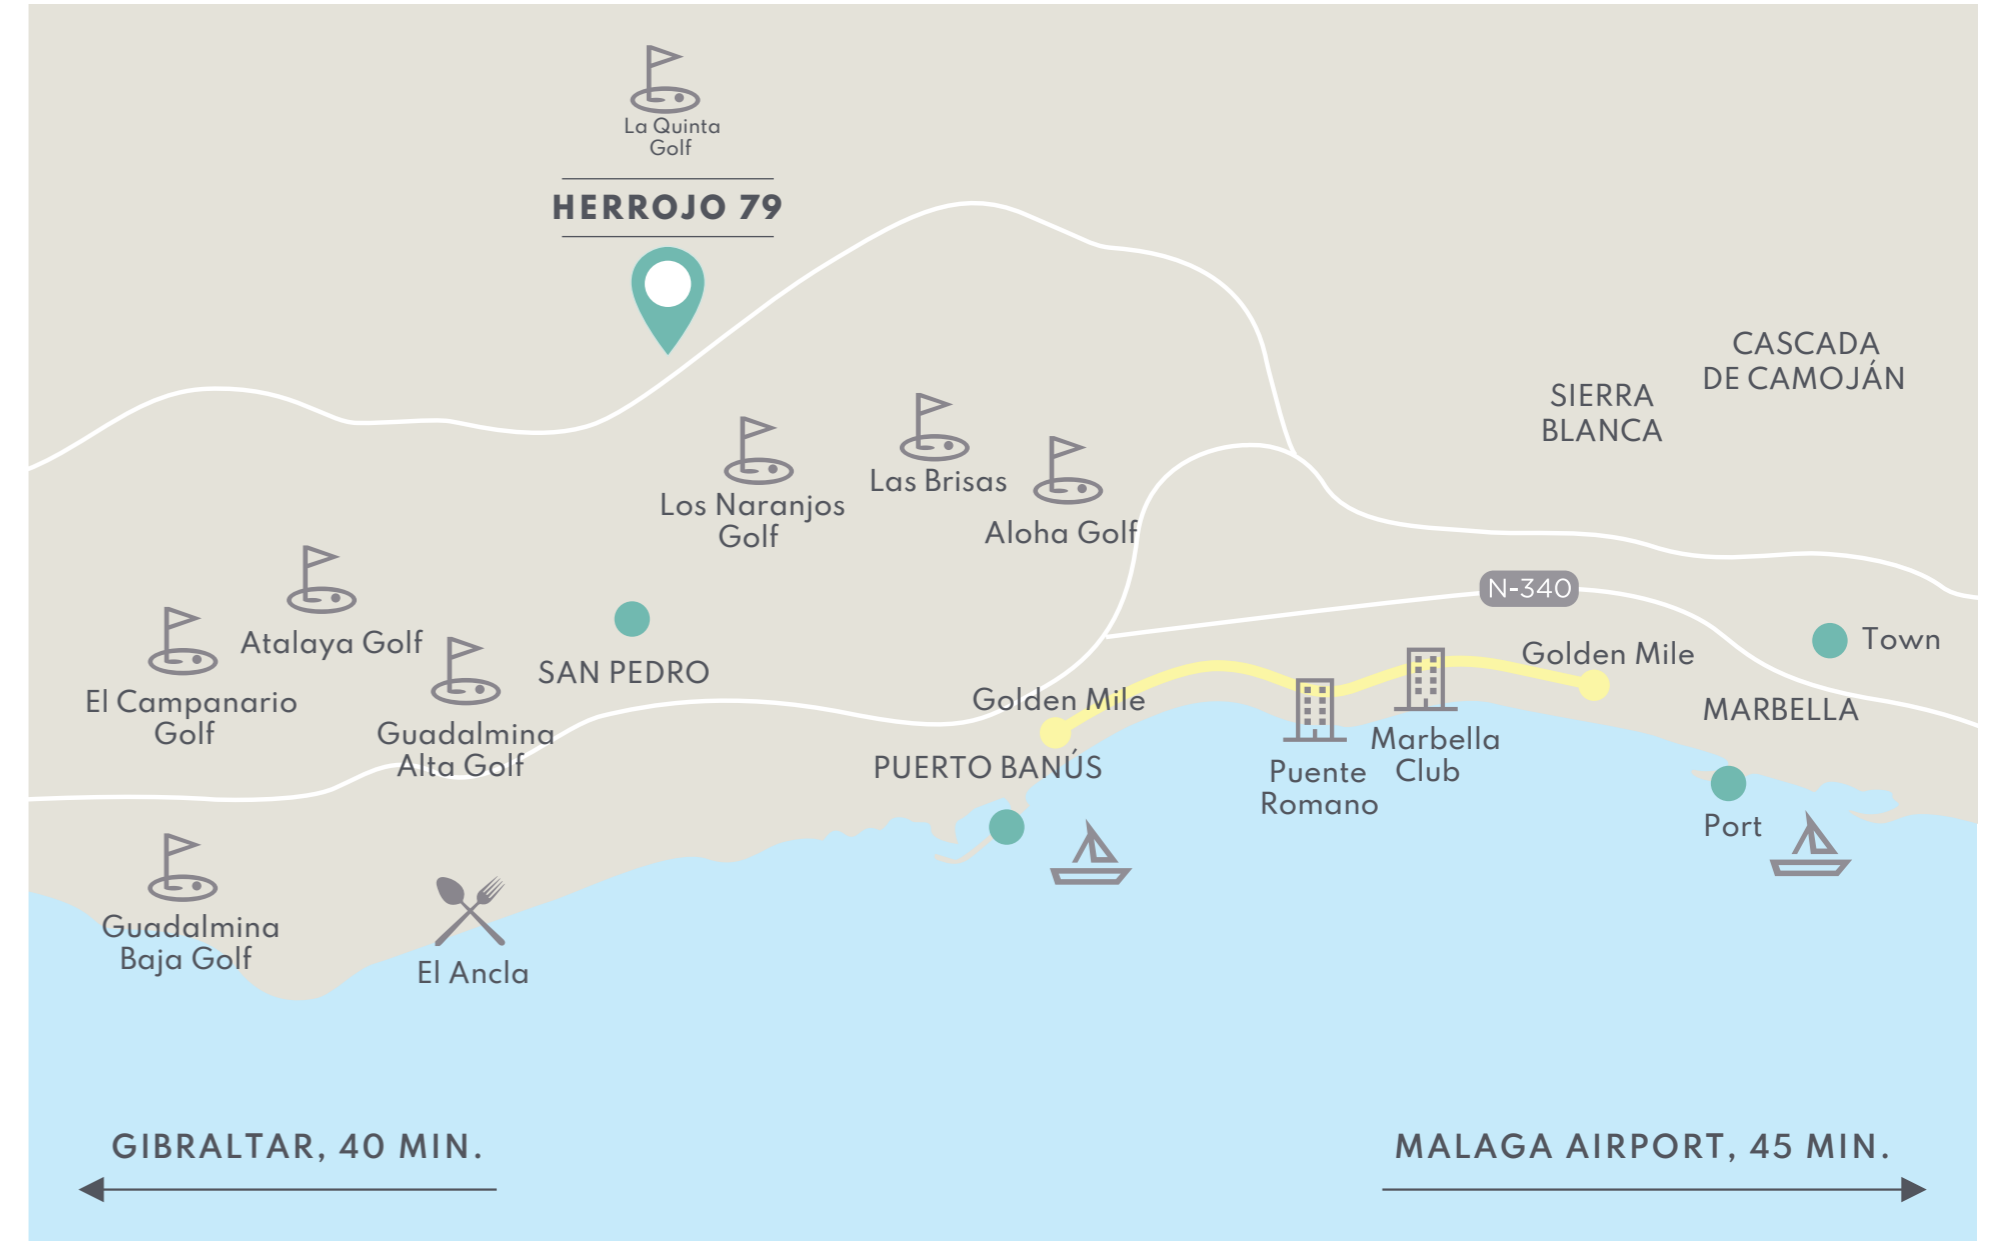 La Quinta
Golf
HERROJO 79
CASCADA
DE CAMOJÁN
SIERRA
BLANCA
Las Brisas
Los Naranjos
Golf
Aloha Golf
N-340
Atalaya Golf
Town
Golden Mile
SAN PEDRO
El Campanario
Golf
Golden Mile
MARBELLA
Guadalmina
Alta Golf
Marbella
Club
PUERTO BANÚS
Puente
Romano
Port
Guadalmina
Baja Golf
El Ancla
GIBRALTAR, 40 MIN.
MALAGA AIRPORT, 45 MIN.